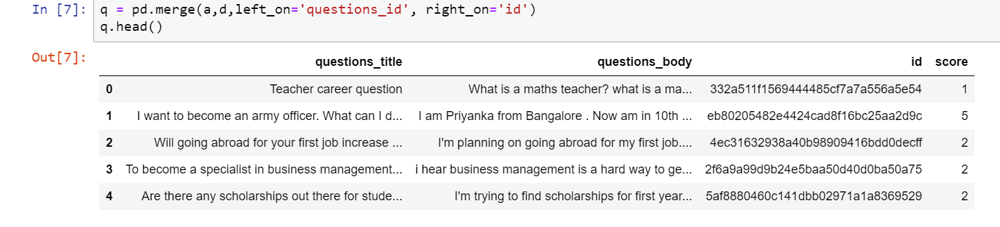 In [7]: q = pd.merge(a,d,left_on='questions_id', right_on='id')
q.head()
Out[7]:
questions_title questions_body id score
0 Teacher career question What is a maths teacher? what is a ma... 332a511f1569444485cf7a7a556a5e54 1
1 I want to become an army officer. What can I d... I am Priyanka from Bangalore . Now am in 10th ... eb80205482e4424cad8f16bc25aa2d9c 5
2 Will going abroad for your first job increase ... I'm planning on going abroad for my first job.... 4ec31632938a40b98909416bdd0decff 2
3 To become a specialist in business management... i hear business management is a hard way to ge... 2f6a9a99d9b24e5baa50d40d0ba50a75 2
4 Are there any scholarships out there for stude... I'm trying to find scholarships for first year... 5af8880460c141dbb02971a1a8369529 2